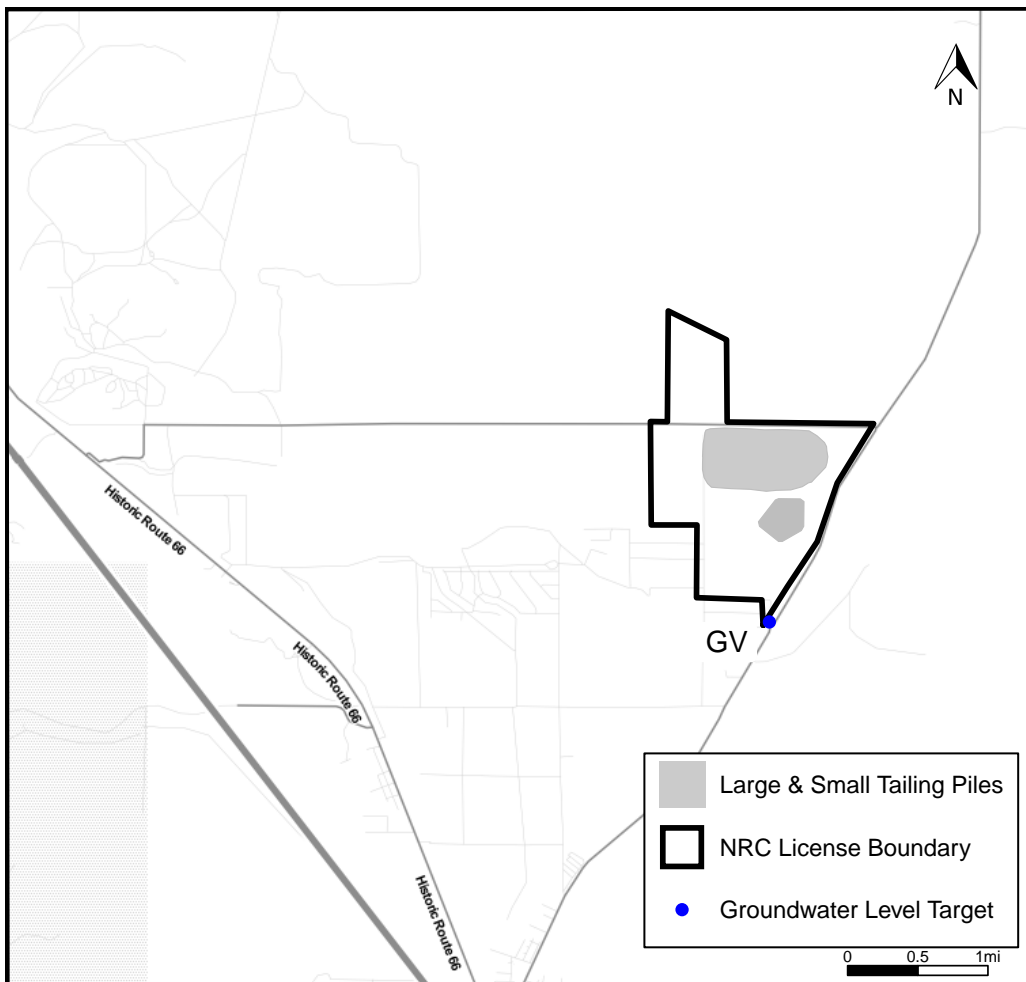 N
Historic Route 66
Historic Route 66
GV
Historic Route 66
Large & Small Tailing Piles
NRC License Boundary
Groundwater Level Target
0 0.5 1mi